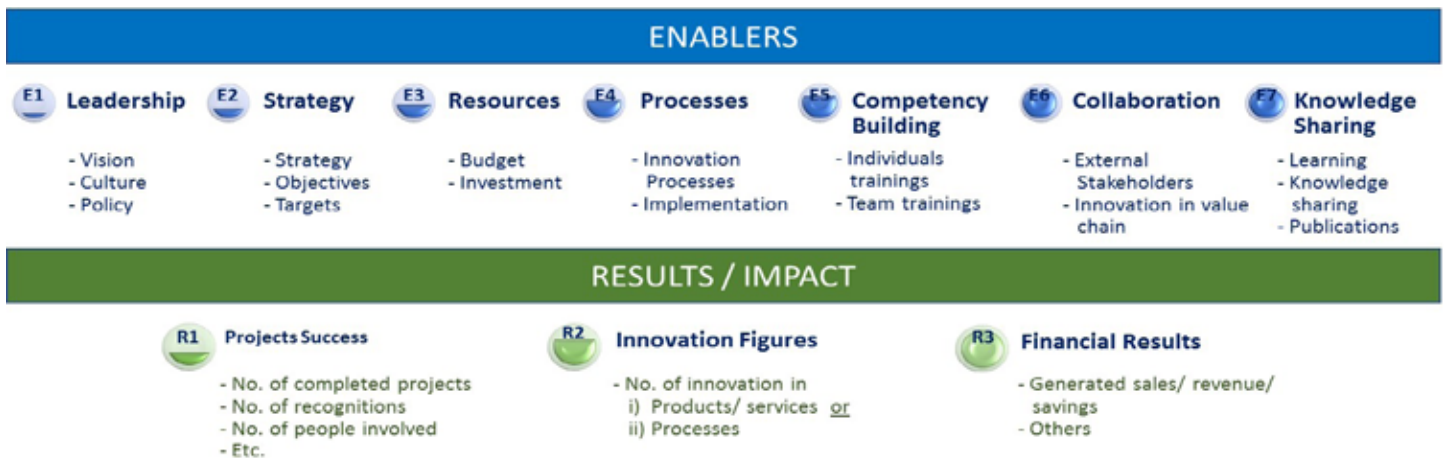 ENABLERS
E1 Leadership
- Vision
- Culture
- Policy
E2 Strategy
- Strategy
- Objectives
- Targets
E3 Resources
- Budget
- Investment
E4 Processes
- Innovation
Processes
- Implementation
E5 Competency
Building
- Individuals
trainings
- Team trainings
E6 Collaboration
- External
Stakeholders
- Innovation in value
chain
E7 Knowledge
Sharing
- Learning
- Knowledge
sharing
- Publications
RESULTS / IMPACT
R1 Projects Success
- No. of completed projects
- No. of recognitions
- No. of people involved
- Etc.
R2 Innovation Figures
- No. of innovation in
i) Products/ services or
ii) Processes
R3 Financial Results
- Generated sales/ revenue/
savings
- Others